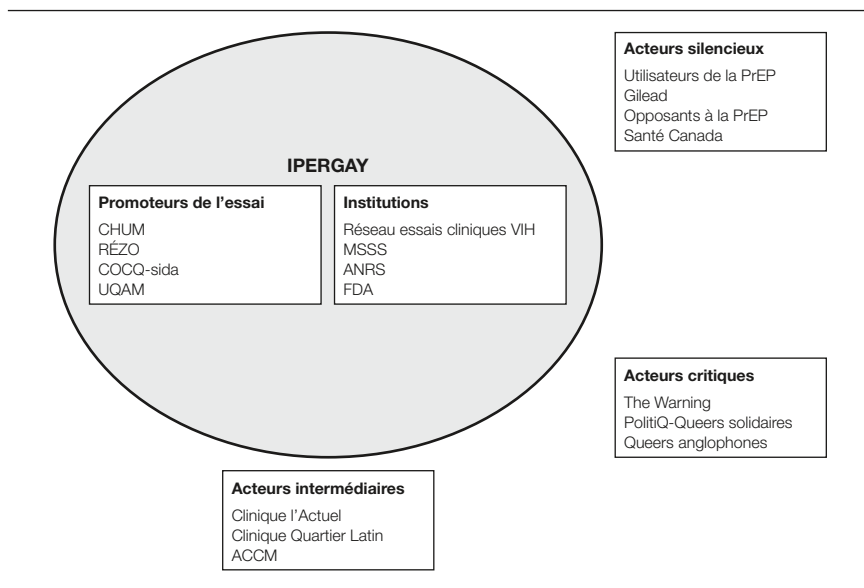 IPERGAY
Promoteurs de l'essai
CHUM
RÉZO
COCQ-sida
UQAM
Institutions
Réseau essais cliniques VIH
MSSS
ANRS
FDA
Acteurs silencieux
Utilisateurs de la PrEP
Gilead
Opposants à la PrEP
Santé Canada
Acteurs critiques
The Warning
PolitiQ-Queers solidaires
Queers anglophones
Acteurs intermédiaires
Clinique l'Actuel
Clinique Quartier Latin
ACCM